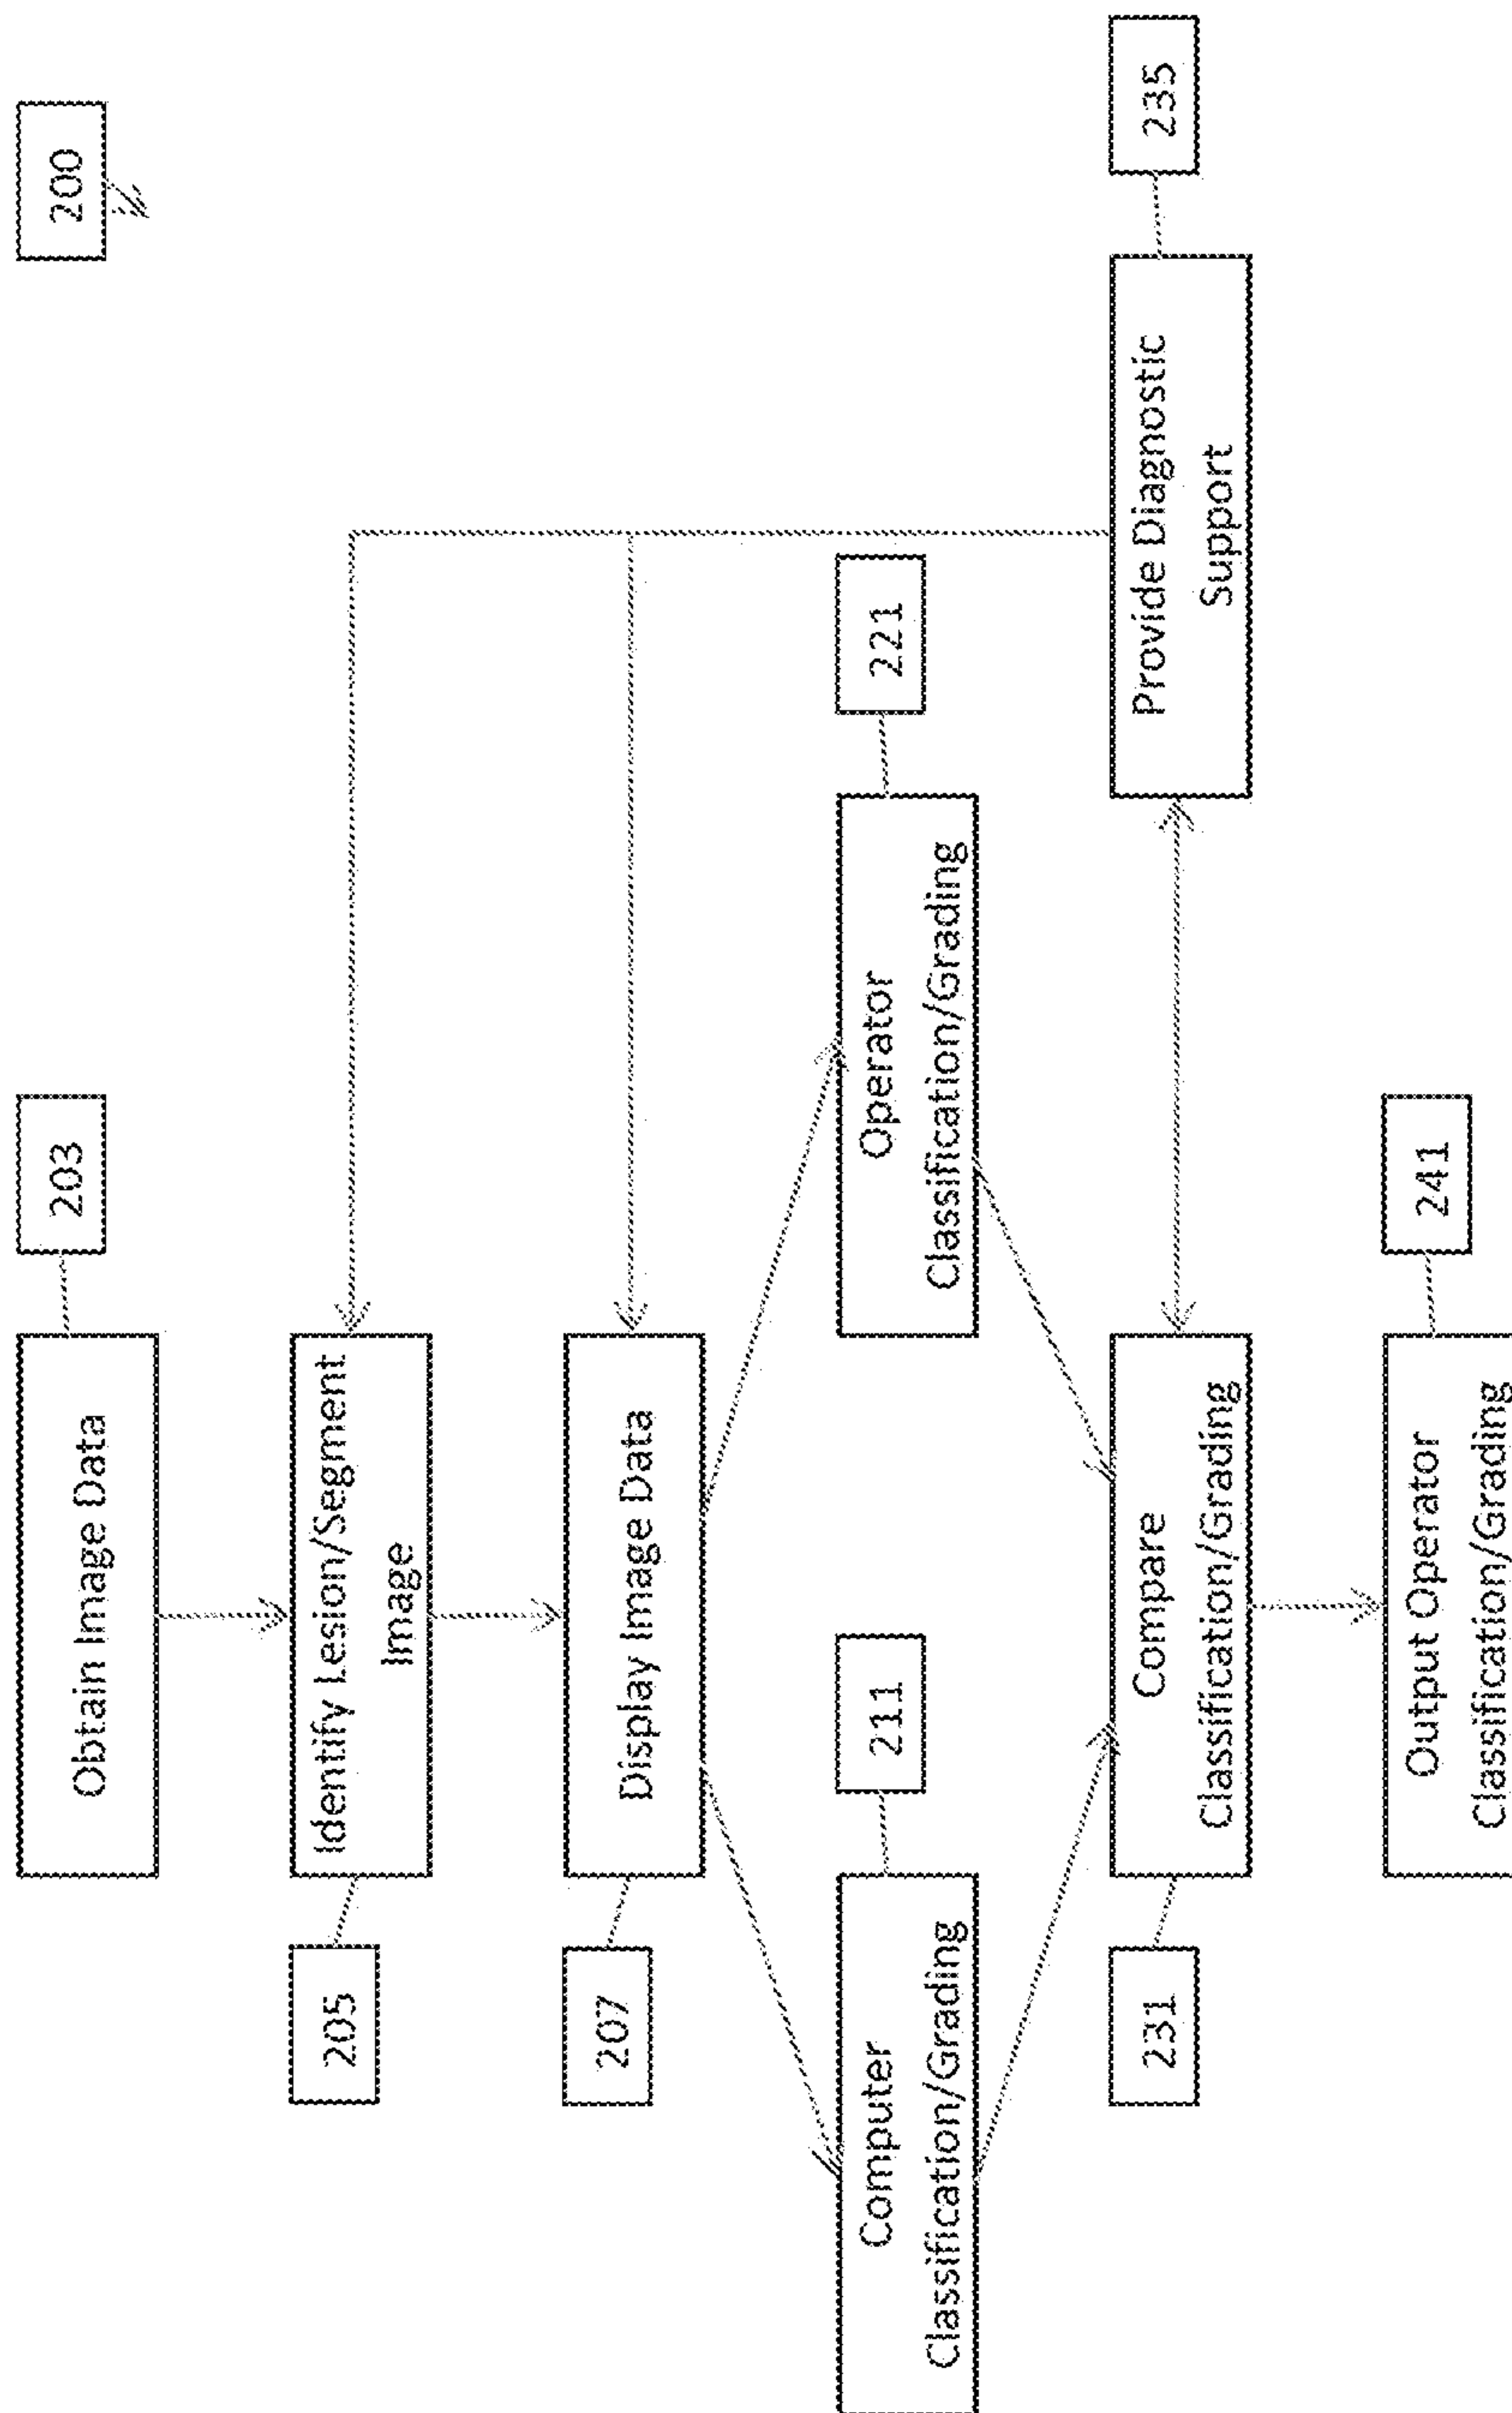 200
Obtain Image Data
203
205
Identify Lesion/Segment
Image
207
Display Image Data
Computer
Classification/Grading
211
Operator
Classification/Grading
221
231
Compare
Classification/Grading
Provide Diagnostic
Support
235
Output Operator
Classification/Grading
241